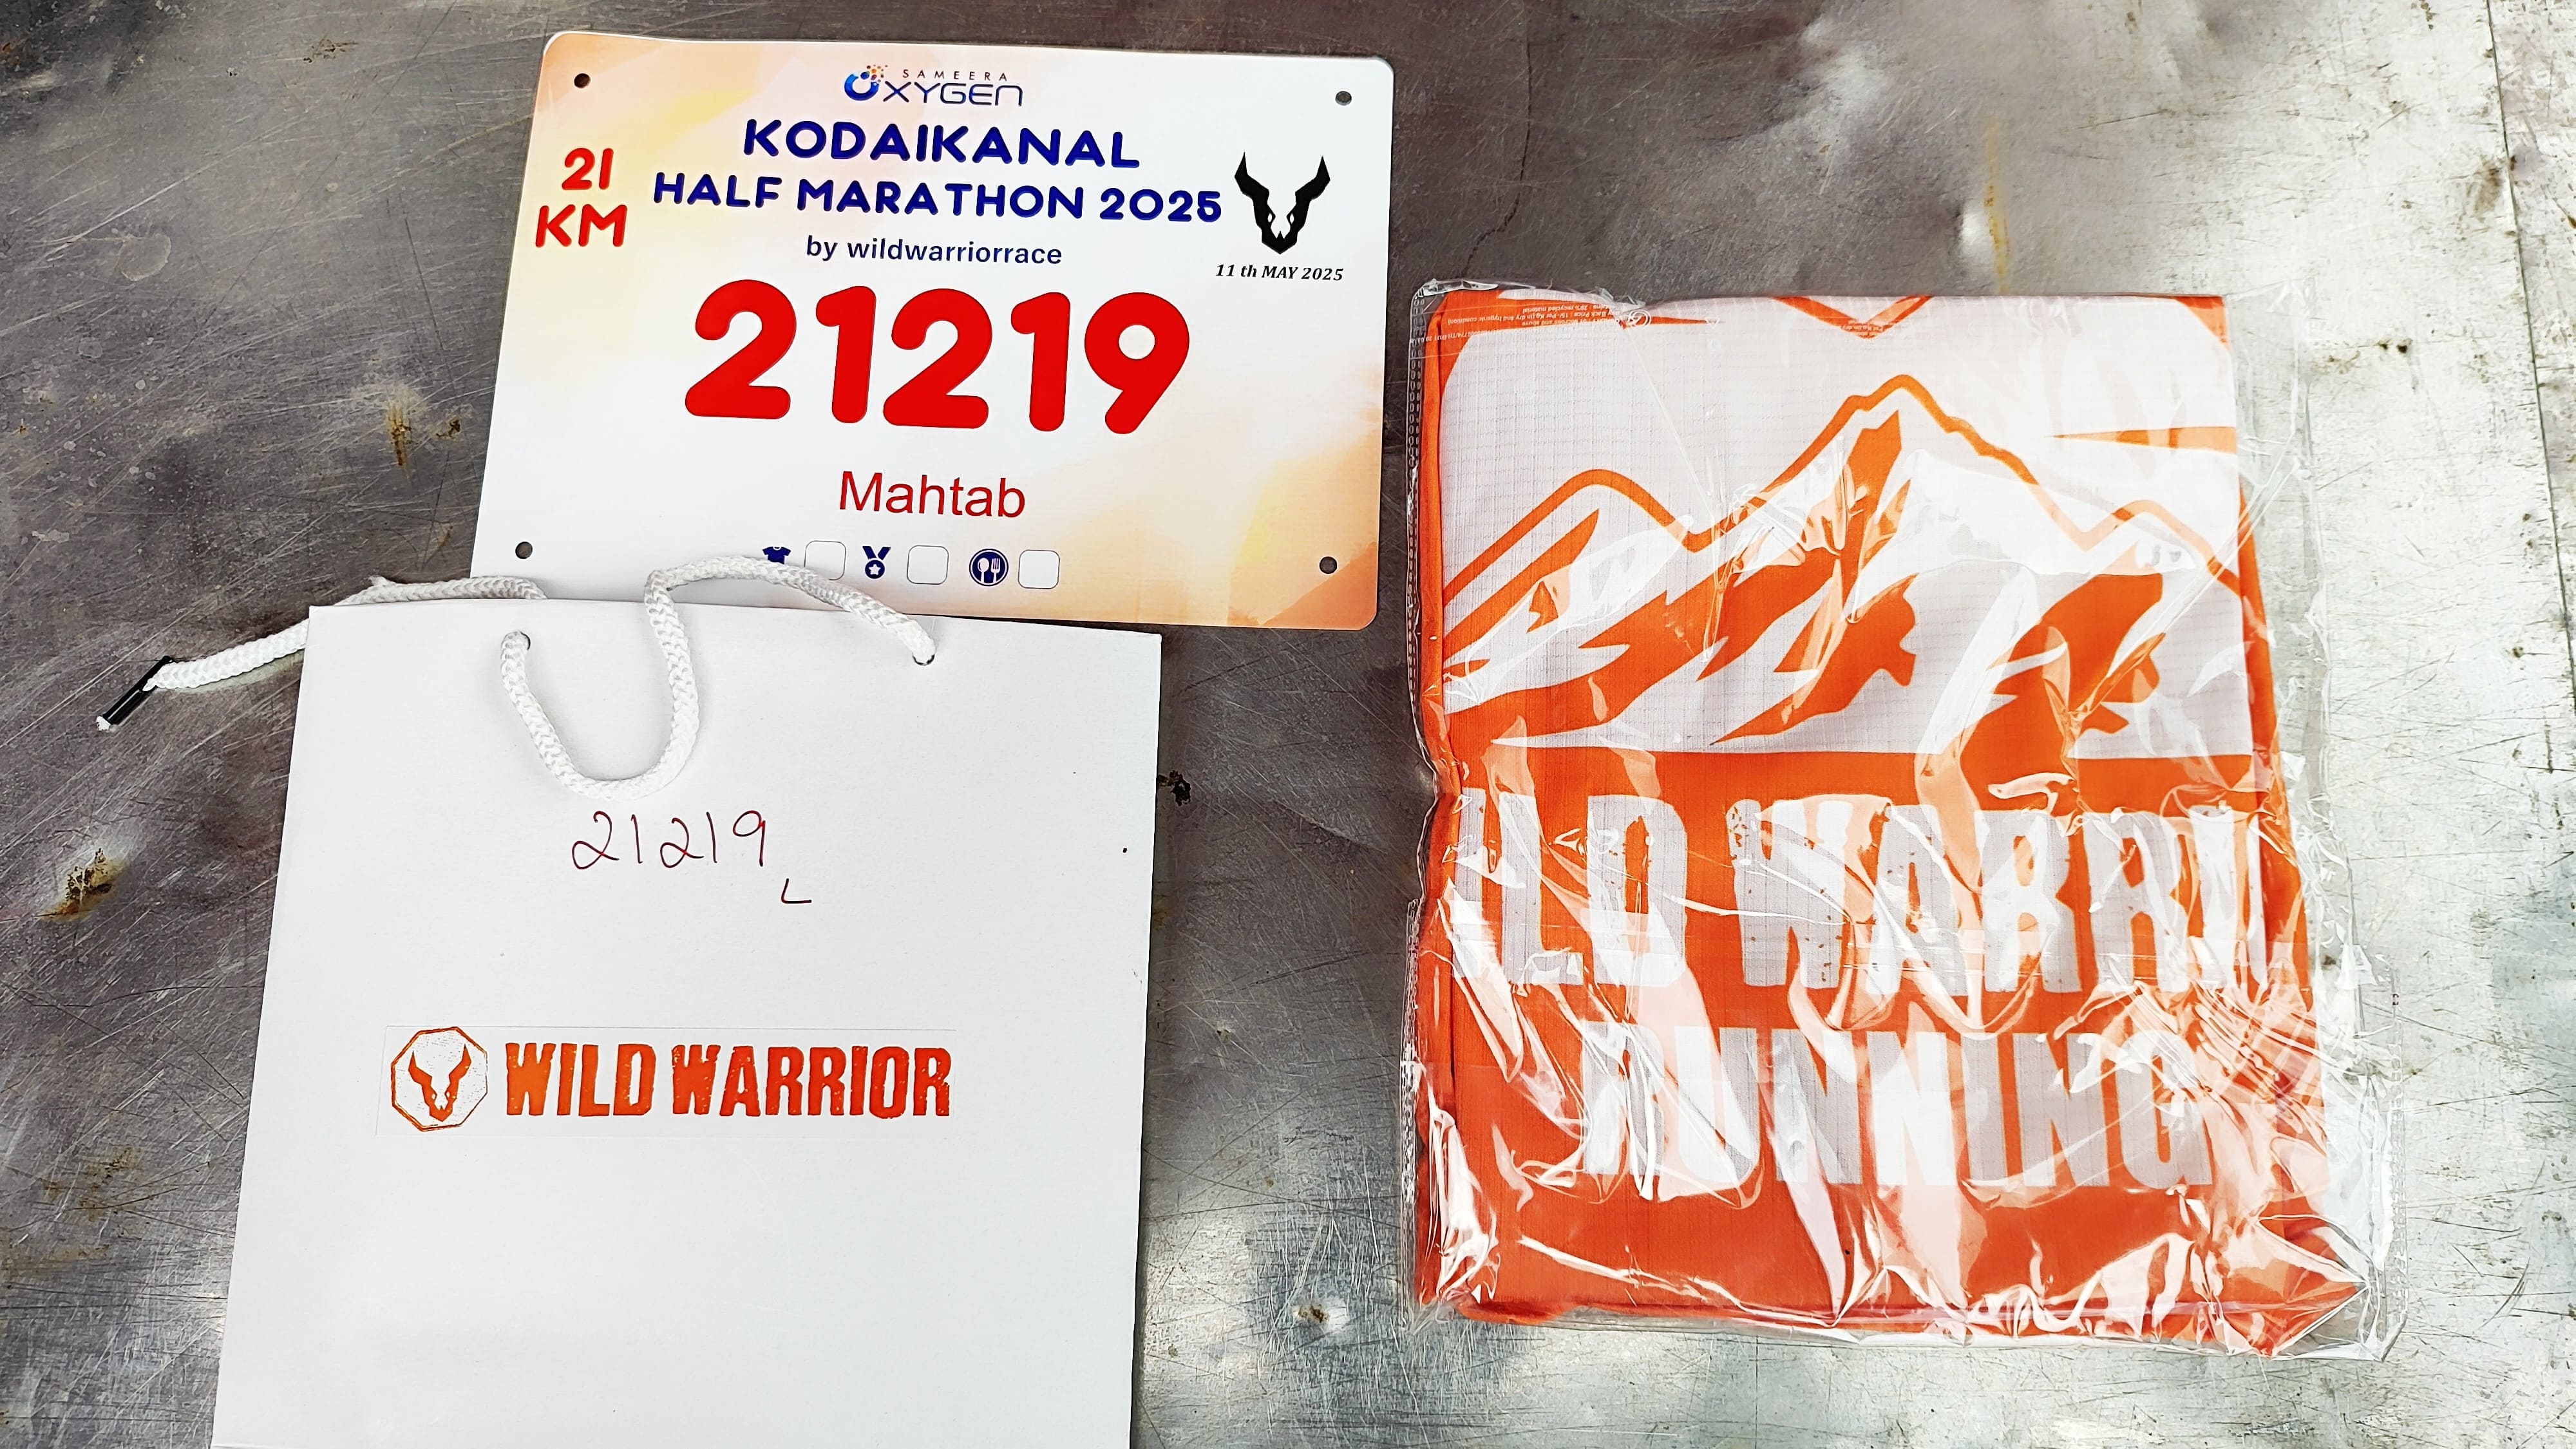 SAMEERA
OXYGEN
KODAIKANAL
HALF MARATHON 2025
by wildwarriorrace
21
KM
11 th MAY 2025
21219
Mahtab
21219
L
WILD WARRIOR
ILD WARRI
RUNNING